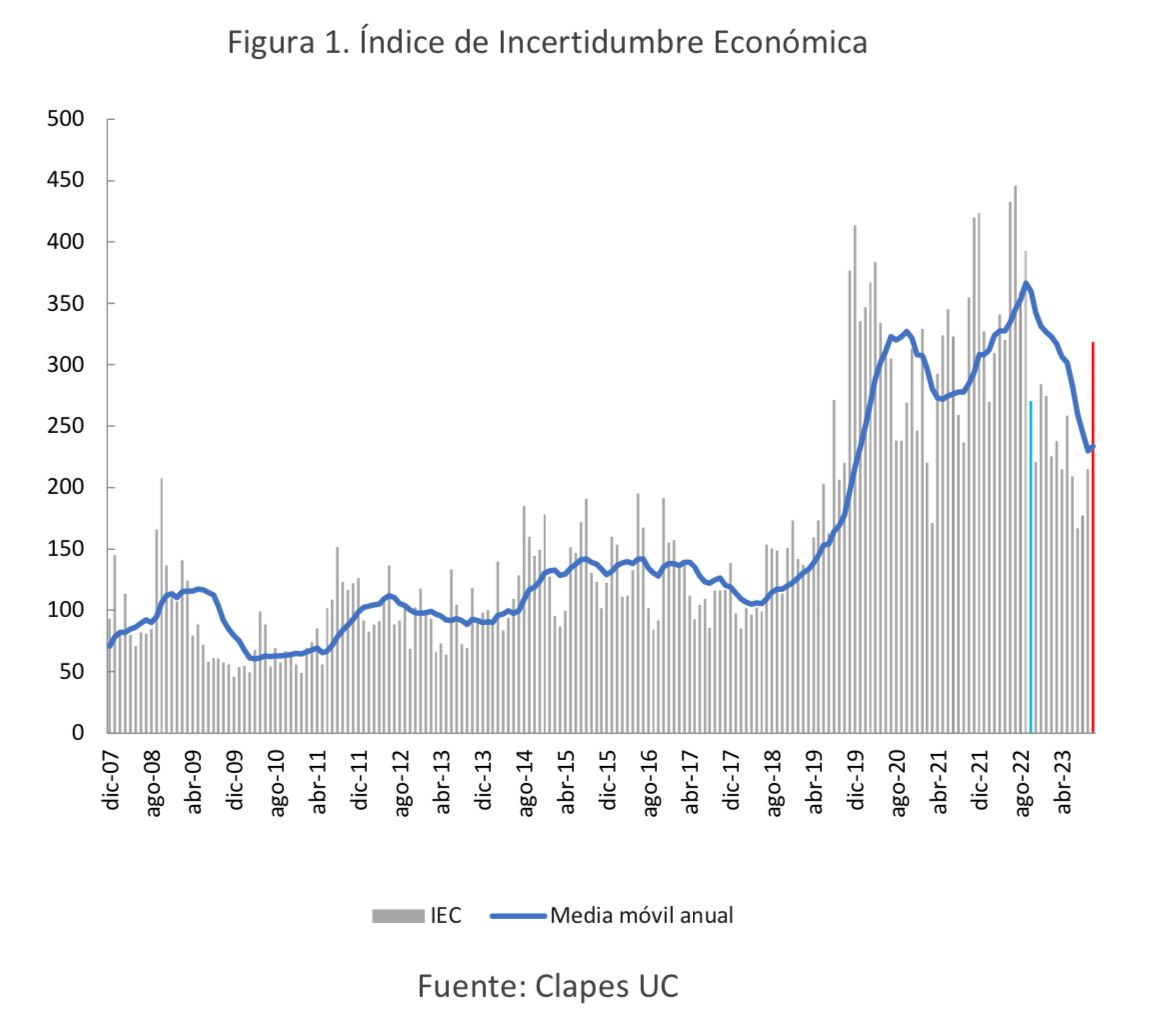 Figura 1. Índice de Incertidumbre Económica
500
450
400
350
300
250
200
150
100
50
0
dic-07
ago-08
abr-09
dic-09
ago-10
abr-11
dic-11
ago-12
abr-13
dic-13
ago-14
abr-15
dic-15
ago-16
abr-17
dic-17
ago-18
abr-19
dic-19
ago-20
abr-21
dic-21
ago-22
abr-23
IEC
Media móvil anual
Fuente: Clapes UC